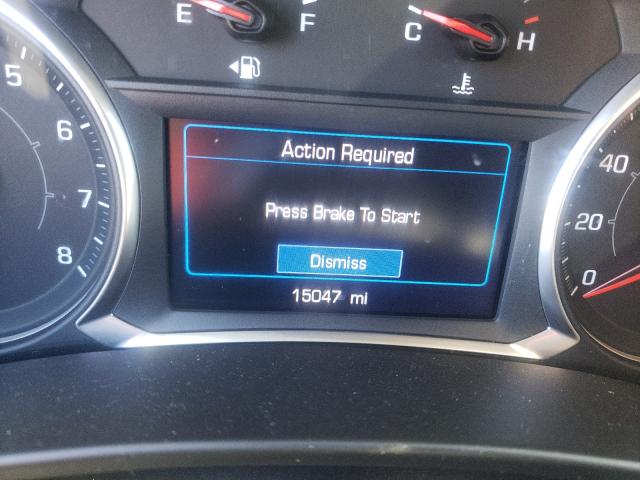 E F C H
5
6
7
8
Action Required
Press Brake To Start
Dismiss
15047 mi
40
20
0